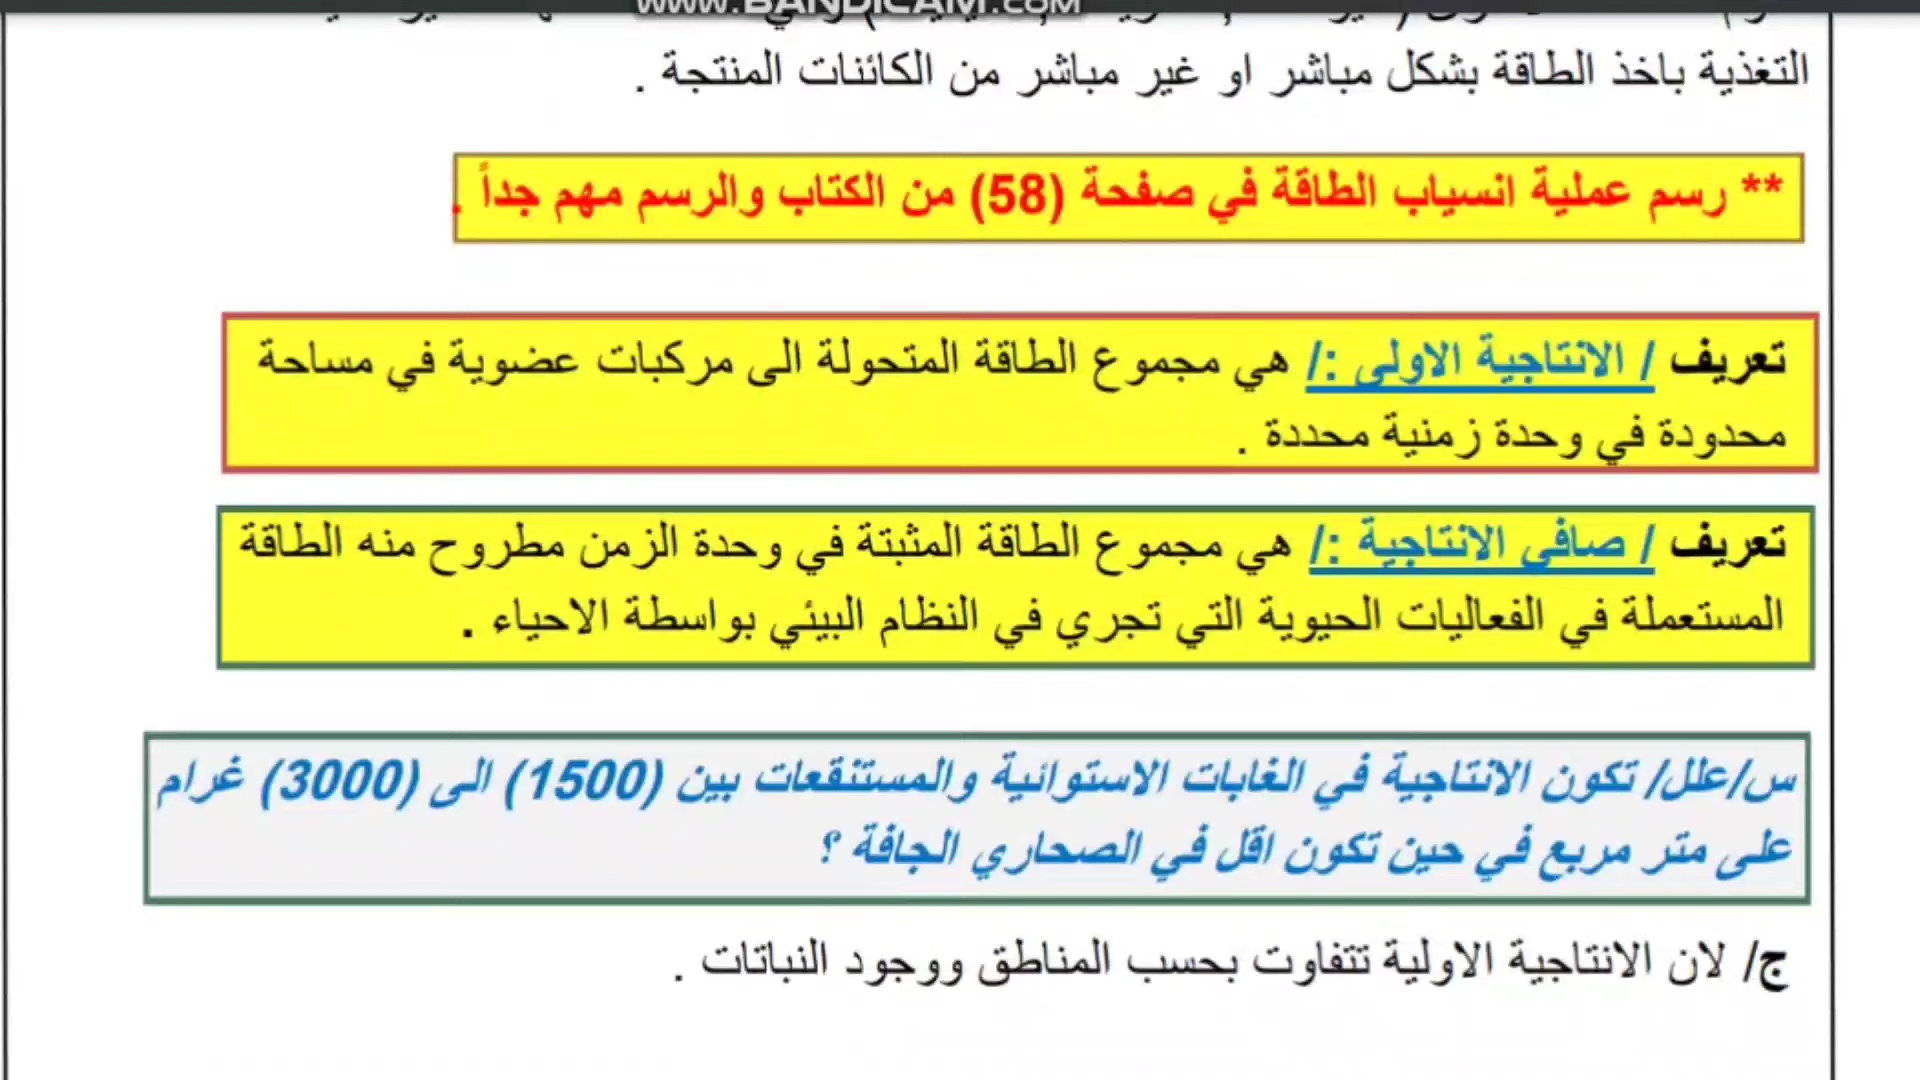 WWW.BANDICAM.COM
التغذية باخذ الطاقة بشكل مباشر او غير مباشر من الكائنات المنتجة .
** رسم عملية انسياب الطاقة في صفحة (58) من الكتاب والرسم مهم جداً .
تعريف / الانتاجية الاولى :/ هي مجموع الطاقة المتحولة الى مركبات عضوية في مساحة
محدودة في وحدة زمنية محددة .
تعريف / صافي الانتاجية :/ هي مجموع الطاقة المثبتة في وحدة الزمن مطروح منه الطاقة
المستعملة في الفعاليات الحيوية التي تجري في النظام البيئي بواسطة الاحياء .
س/علل/ تكون الانتاجية في الغابات الاستوائية والمستنقعات بين (1500) الى (3000) غرام
على متر مربع في حين تكون اقل في الصحاري الجافة ؟
ج/ لان الانتاجية الاولية تتفاوت بحسب المناطق ووجود النباتات .